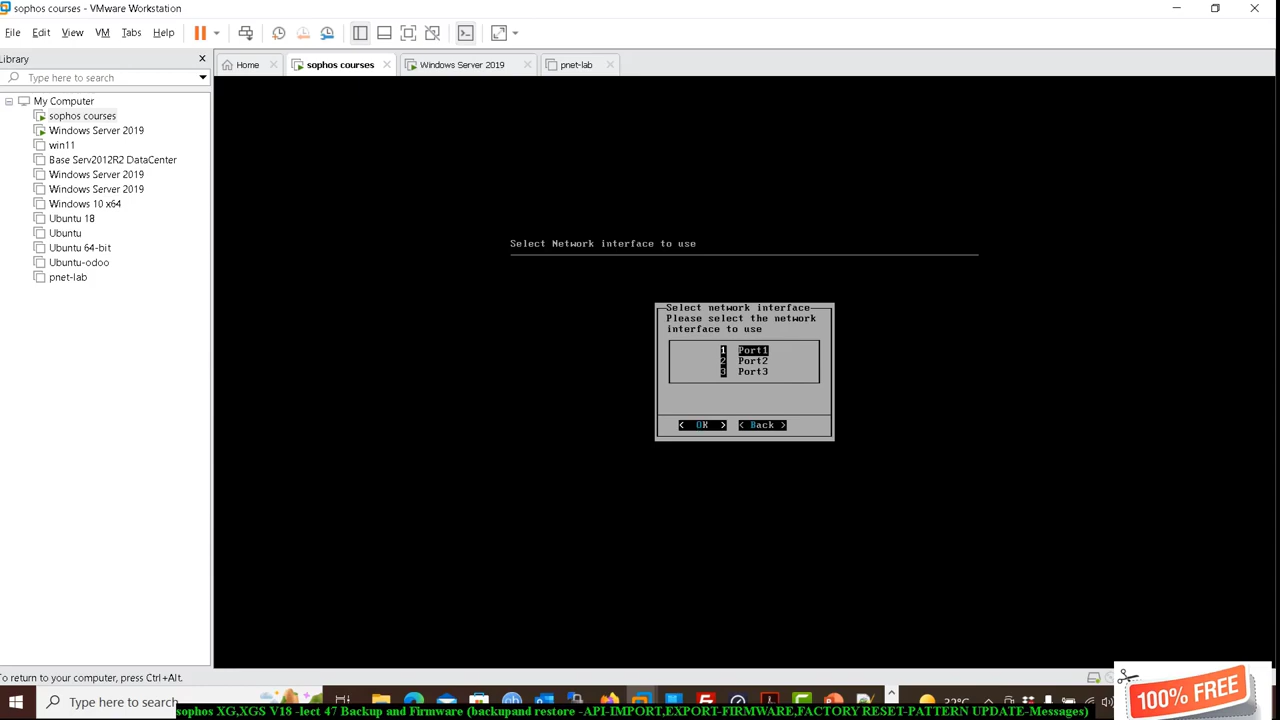 sophos courses - VMware Workstation
File Edit View VM Tabs Help
Library
Type here to search
My Computer
sophos courses
Windows Server 2019
win11
Base Serv2012R2 DataCenter
Windows Server 2019
Windows Server 2019
Windows 10 x64
Ubuntu 18
Ubuntu
Ubuntu 64-bit
Ubuntu-odoo
pnet-lab
Home
sophos courses
Windows Server 2019
pnet-lab
Select Network interface to use
Select network interface
Please select the network
interface to use
1 Port1
2 Port2
3 Port3
< OK > < Back >
To return to your computer, press Ctrl+Alt.
Type here to search
100% FREE
sophos XG,XGS V18 -lect 47 Backup and Firmware (backupand restore -API-IMPORT,EXPORT-FIRMWARE,FACTORY RESET-PATTERN UPDATE-Messages)